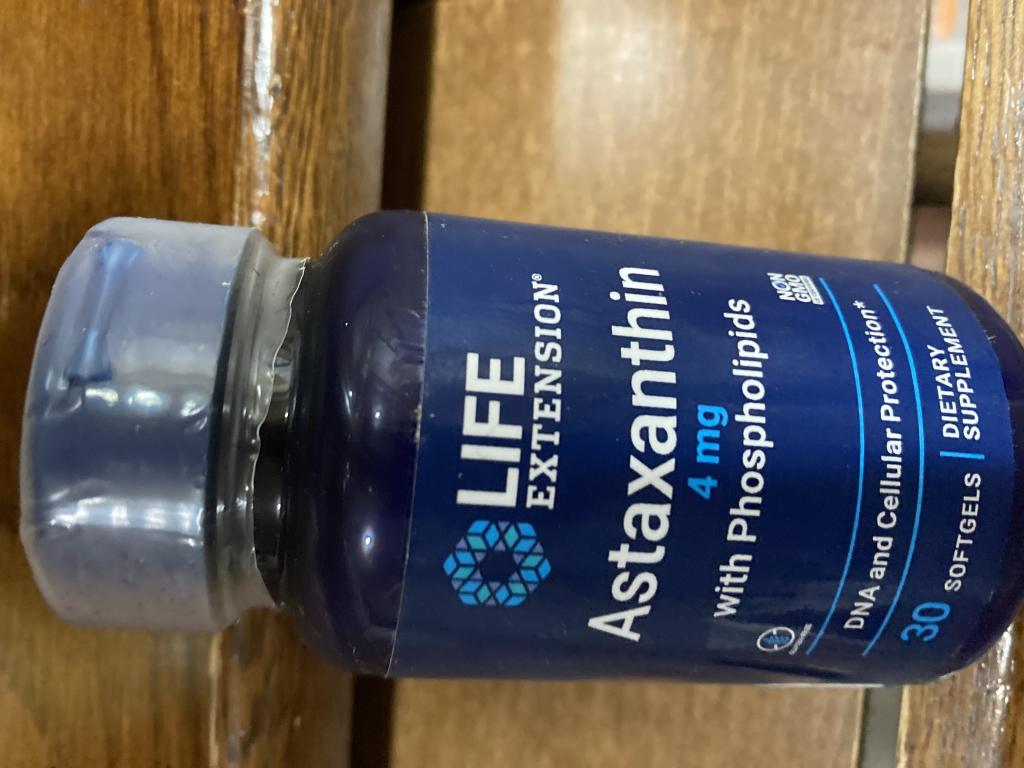 LIFE
EXTENSION®
Astaxanthin
4 mg
with Phospholipids
NON
GMO
DNA and Cellular Protection*
30 SOFTGELS | DIETARY
SUPPLEMENT